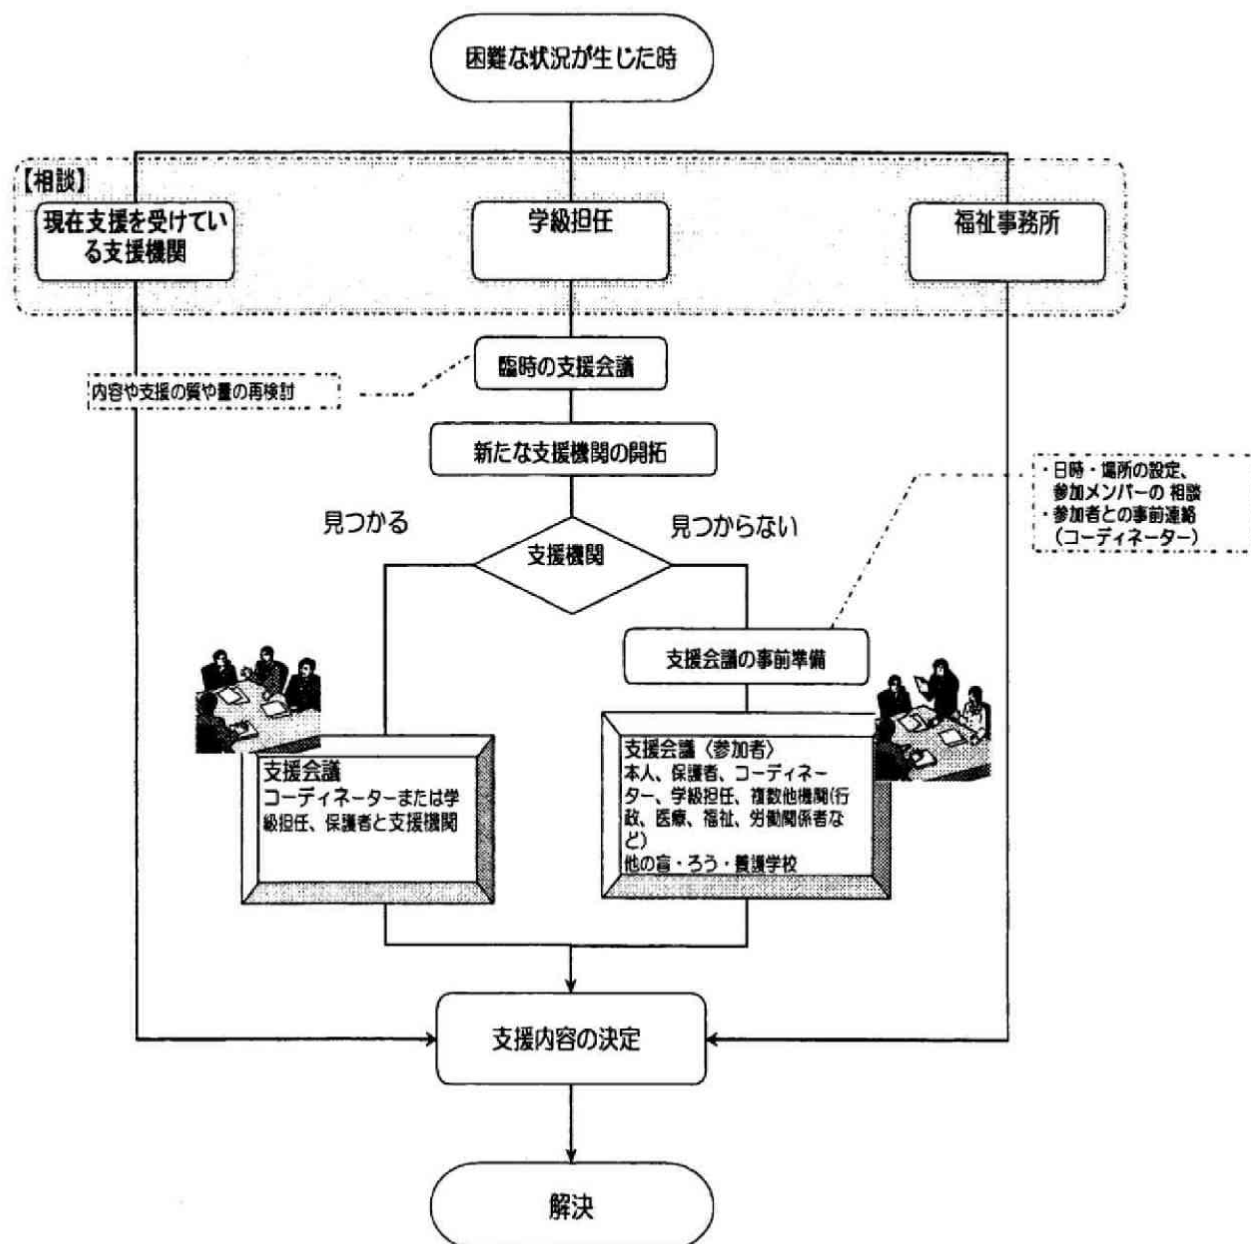 困難な状況が生じた時
【相談】
現在支援を受けてい
る支援機関
学級担任
福祉事務所
臨時の支援会議
内容や支援の質や量の再検討
新たな支援機関の開拓
・日時・場所の設定、
参加メンバーの 相談
・参加者との事前連絡
（コーディネーター）
見つかる
見つからない
支援機関
支援会議の事前準備
支援会議
コーディネーターまたは学
級担任、保護者と支援機関
支援会議〈参加者〉
本人、保護者、コーディネー
ター、学級担任、複数他機関(行
政、医療、福祉、労働関係者な
ど)
他の盲・ろう・養護学校
支援内容の決定
解決